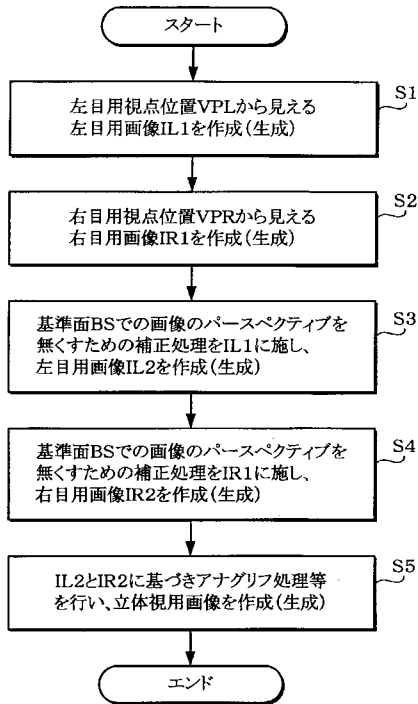 スタート
S1
左目用視点位置VPLから見える
左目用画像IL1を作成(生成)
S2
右目用視点位置VPRから見える
右目用画像IR1を作成(生成)
S3
基準面BSでの画像のパースペクティブを
無くすための補正処理をIL1に施し、
左目用画像IL2を作成(生成)
S4
基準面BSでの画像のパースペクティブを
無くすための補正処理をIR1に施し、
右目用画像IR2を作成(生成)
S5
IL2とIR2に基づきアナグリフ処理等
を行い、立体視用画像を作成(生成)
エンド